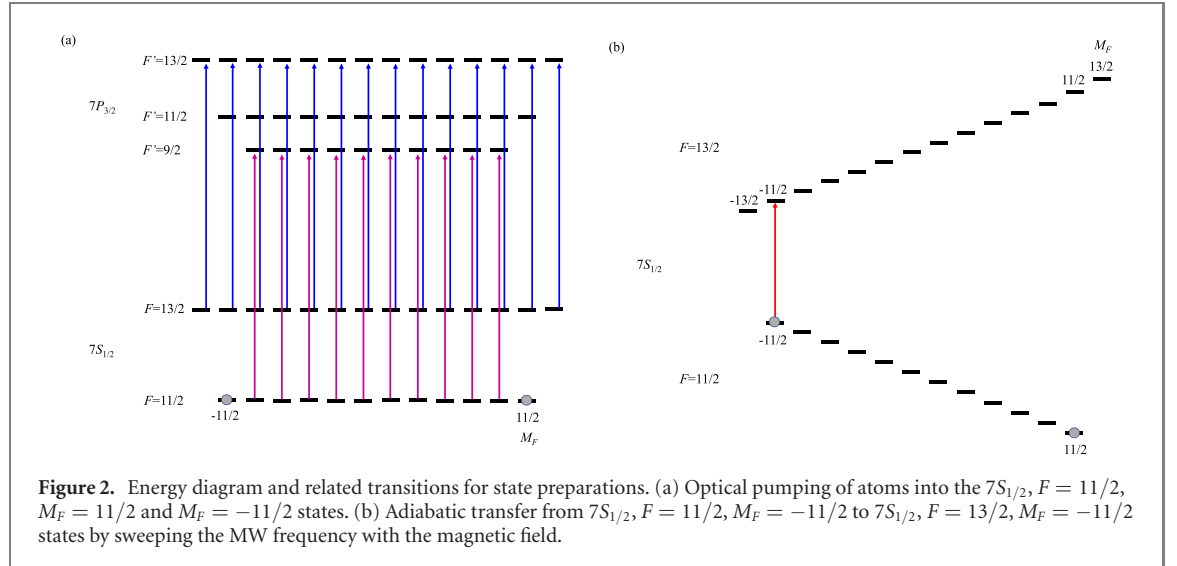 (a)
F'=13/2
7P3/2
F'=11/2
F'=9/2
F=13/2
7S1/2
F=11/2
-11/2
11/2
MF
(b)
MF
13/2
11/2
F=13/2
-13/2
-11/2
7S1/2
-11/2
F=11/2
11/2
Figure 2. Energy diagram and related transitions for state preparations. (a) Optical pumping of atoms into the 7S1/2, F = 11/2,
MF = 11/2 and MF = −11/2 states. (b) Adiabatic transfer from 7S1/2, F = 11/2, MF = −11/2 to 7S1/2, F = 13/2, MF = −11/2
states by sweeping the MW frequency with the magnetic field.